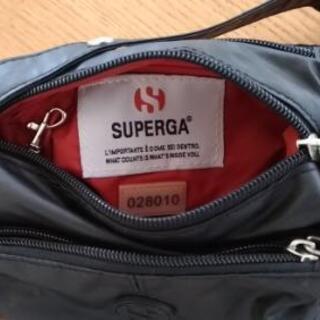 SUPERGA®
L'IMPORTANTE È COME SEI DENTRO.
WHAT COUNTS IS WHAT'S INSIDE YOU.
028010